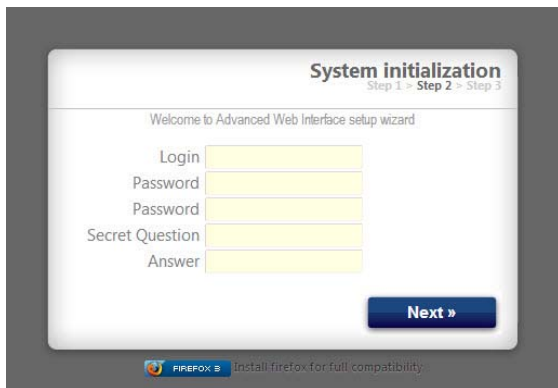 System initialization
Step 1 > Step 2 > Step 3
Welcome to Advanced Web Interface setup wizard
Login
Password
Password
Secret Question
Answer
Next »
FIREFOX 3 Install firefox for full compatibility.